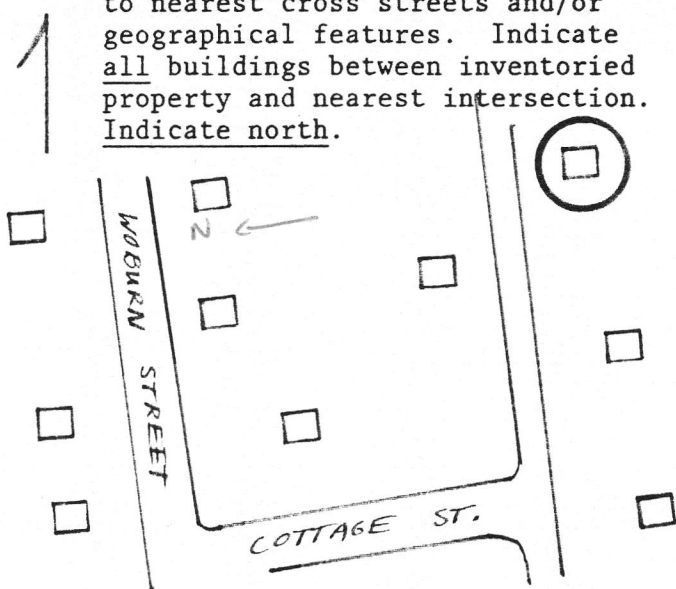 to nearest cross streets and/or
geographical features. Indicate
all buildings between inventoried
property and nearest intersection.
Indicate north.
N
WOBURN STREET
COTTAGE ST.